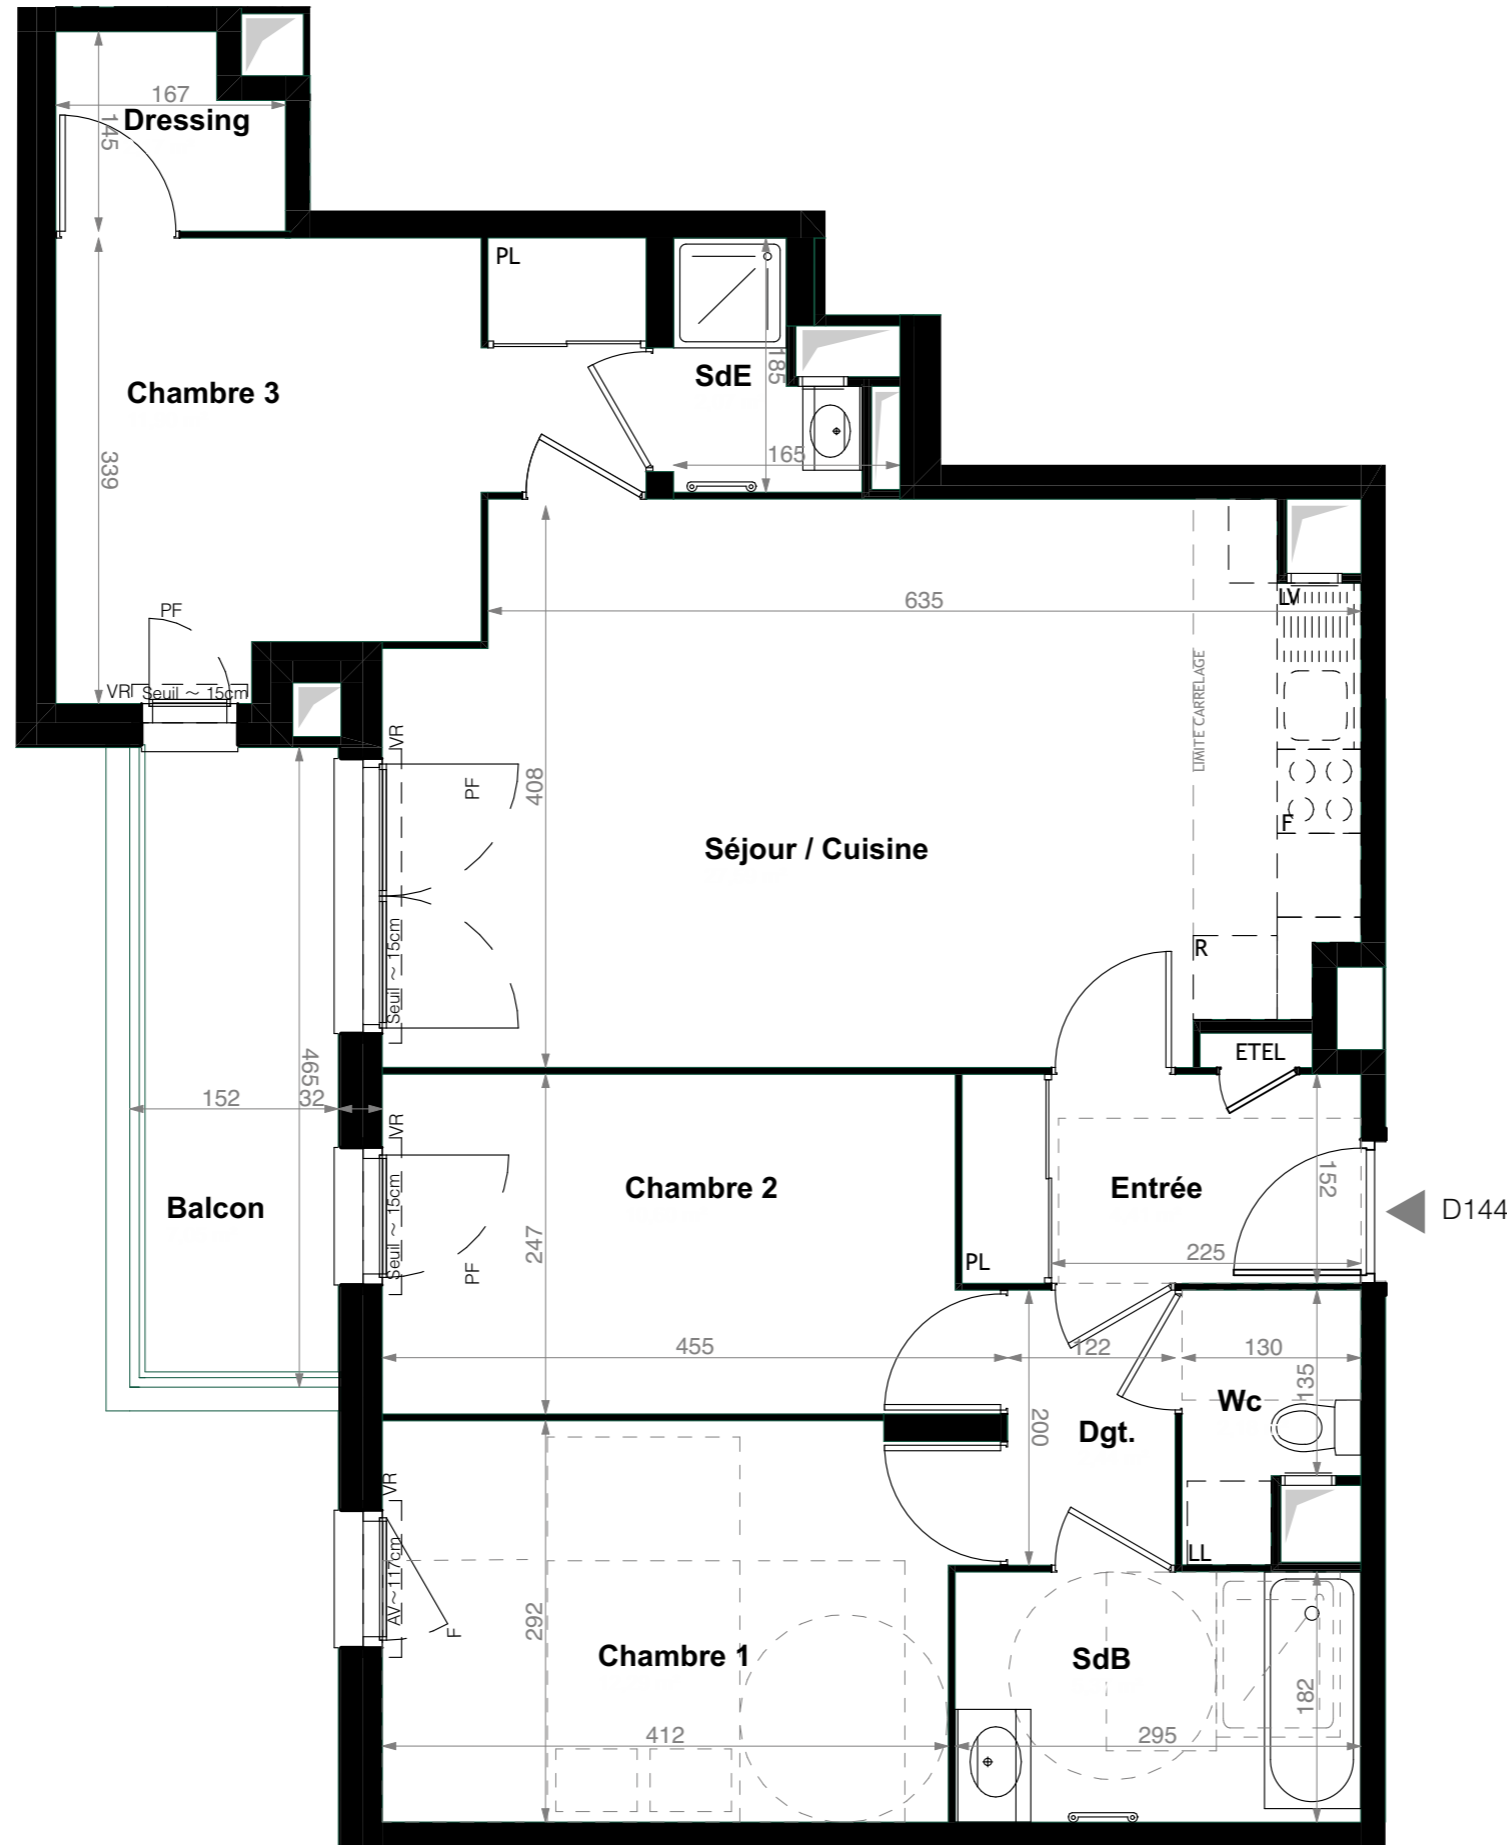 167
Dressing
145
PL
SdE
185
Chambre 3
165
339
635
LV
PF
VR
Seuil ~ 15cm
LIMITE CARRELAGE
VR
PF
408
F
Séjour / Cuisine
Seuil ~ 15cm
R
ETEL
465
152
32
VR
Chambre 2
Entrée
152
Balcon
D144
Seuil ~ 15cm
247
PF
225
PL
455
122
130
135
Wc
200
Dgt.
VR
LL
AV ~ 117cm
F
292
Chambre 1
SdB
182
412
295